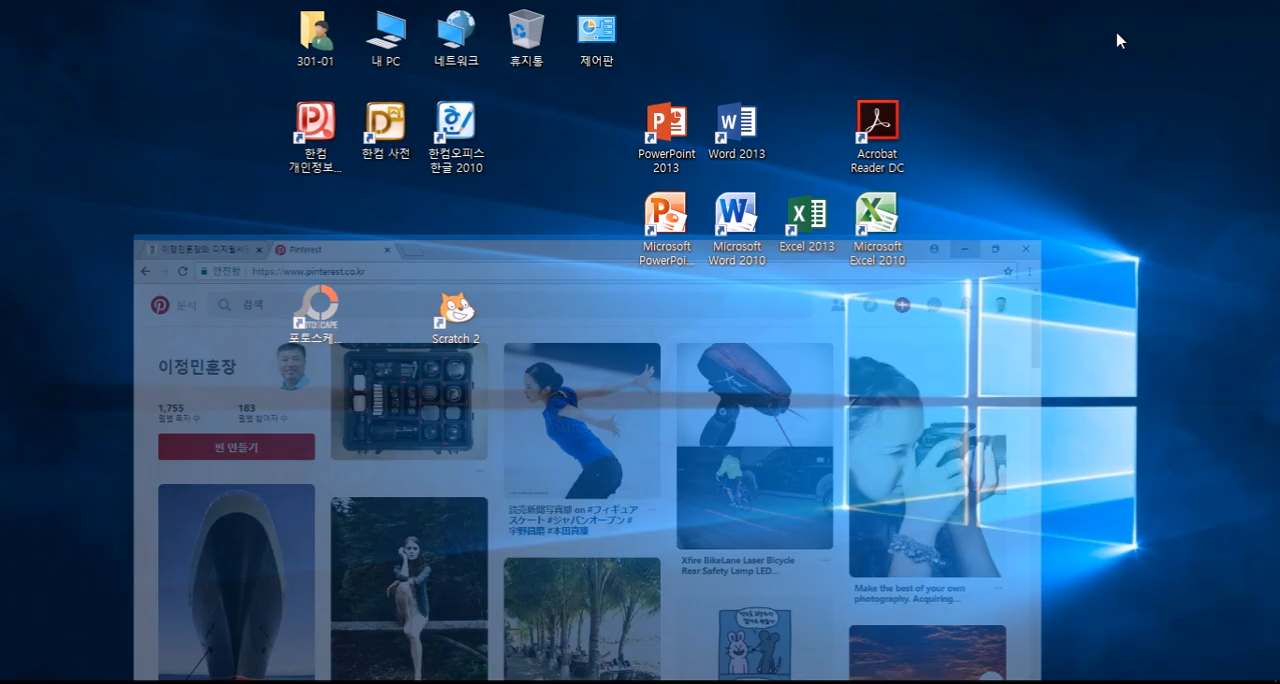 301-01
내 PC
네트워크
휴지통
제어판
한컴
개인정보...
한컴 사전
한컴오피스
한글 2010
PowerPoint
2013
Word 2013
Acrobat
Reader DC
Microsoft
PowerPoi...
Microsoft
Word 2010
Excel 2013
Microsoft
Excel 2010
이정민훈장의 디지털서
Pinterest
안전함
https://www.pinterest.co.kr
분석
검색
포토스케...
Scratch 2
이정민훈장
1,755
월별 독자 수
183
월별 참여자 수
핀 만들기
読売新聞写真部 on #フィギュア
スケート #ジャパンオープン #
宇野昌磨 #本田真凜
Xfire BikeLane Laser Bicycle
Rear Safety Lamp LED...
Make the best of your own
photography. Acquiring...